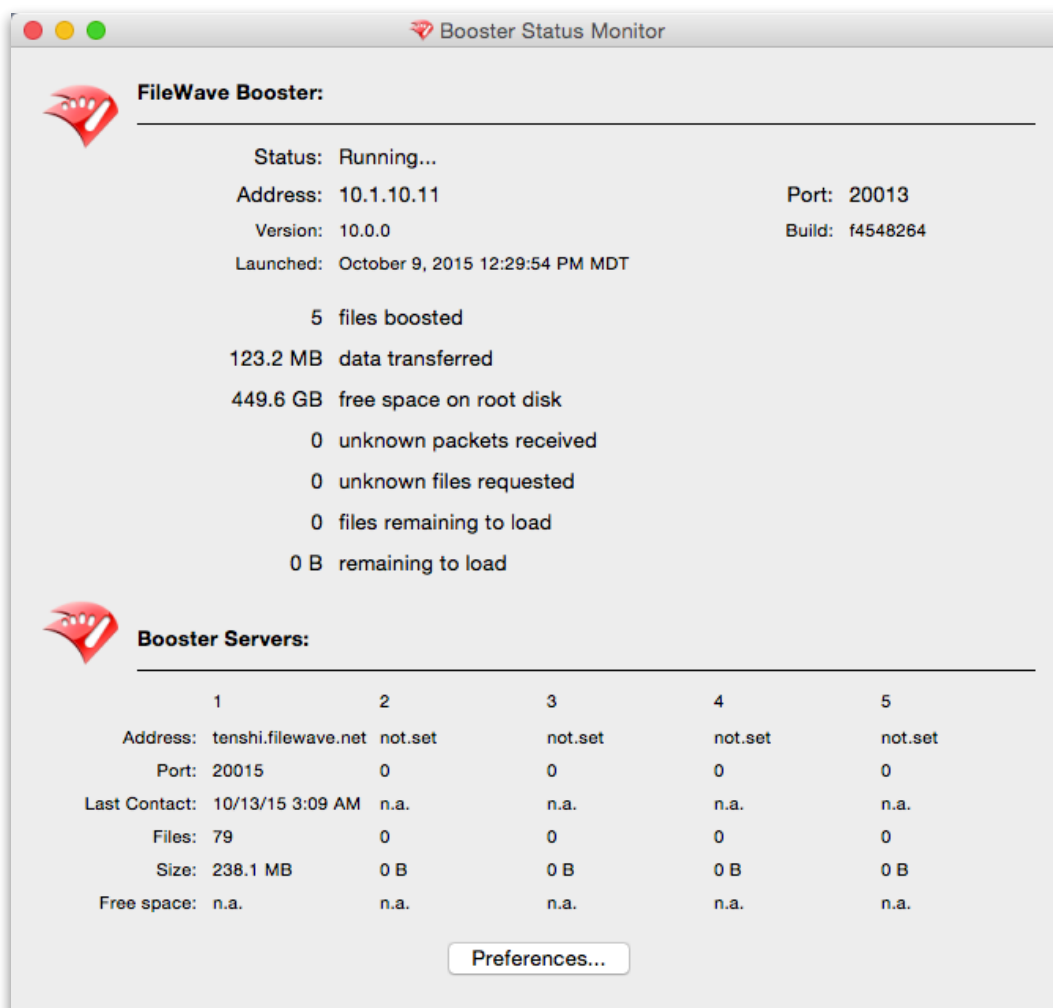 Booster Status Monitor
FileWave Booster:
Status: Running...
Address: 10.1.10.11 Port: 20013
Version: 10.0.0 Build: f4548264
Launched: October 9, 2015 12:29:54 PM MDT
5 files boosted
123.2 MB data transferred
449.6 GB free space on root disk
0 unknown packets received
0 unknown files requested
0 files remaining to load
0 B remaining to load
Booster Servers:
1 2 3 4 5
Address: tenshi.filewave.net not.set not.set not.set not.set
Port: 20015 0 0 0 0
Last Contact: 10/13/15 3:09 AM n.a. n.a. n.a. n.a.
Files: 79 0 0 0 0
Size: 238.1 MB 0 B 0 B 0 B 0 B
Free space: n.a. n.a. n.a. n.a. n.a.
Preferences...